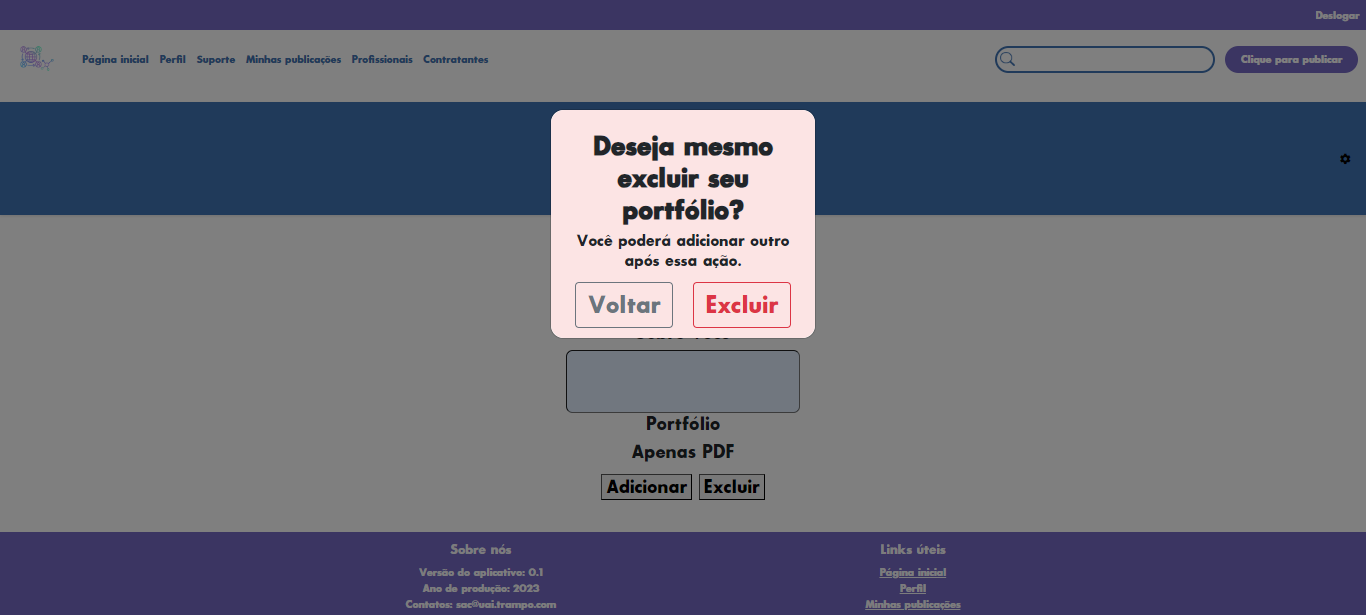 Deslogar
Página inicial Perfil Suporte Minhas publicações Profissionais Contratantes
Clique para publicar
Deseja mesmo
excluir seu
portfólio?
Você poderá adicionar outro
após essa ação.
Voltar Excluir
Portfólio
Apenas PDF
Adicionar Excluir
Sobre nós
Versão do aplicativo: 0.1
Ano de produção: 2023
Contatos: sac@uai.trampo.com
Links úteis
Página inicial
Perfil
Minhas publicações